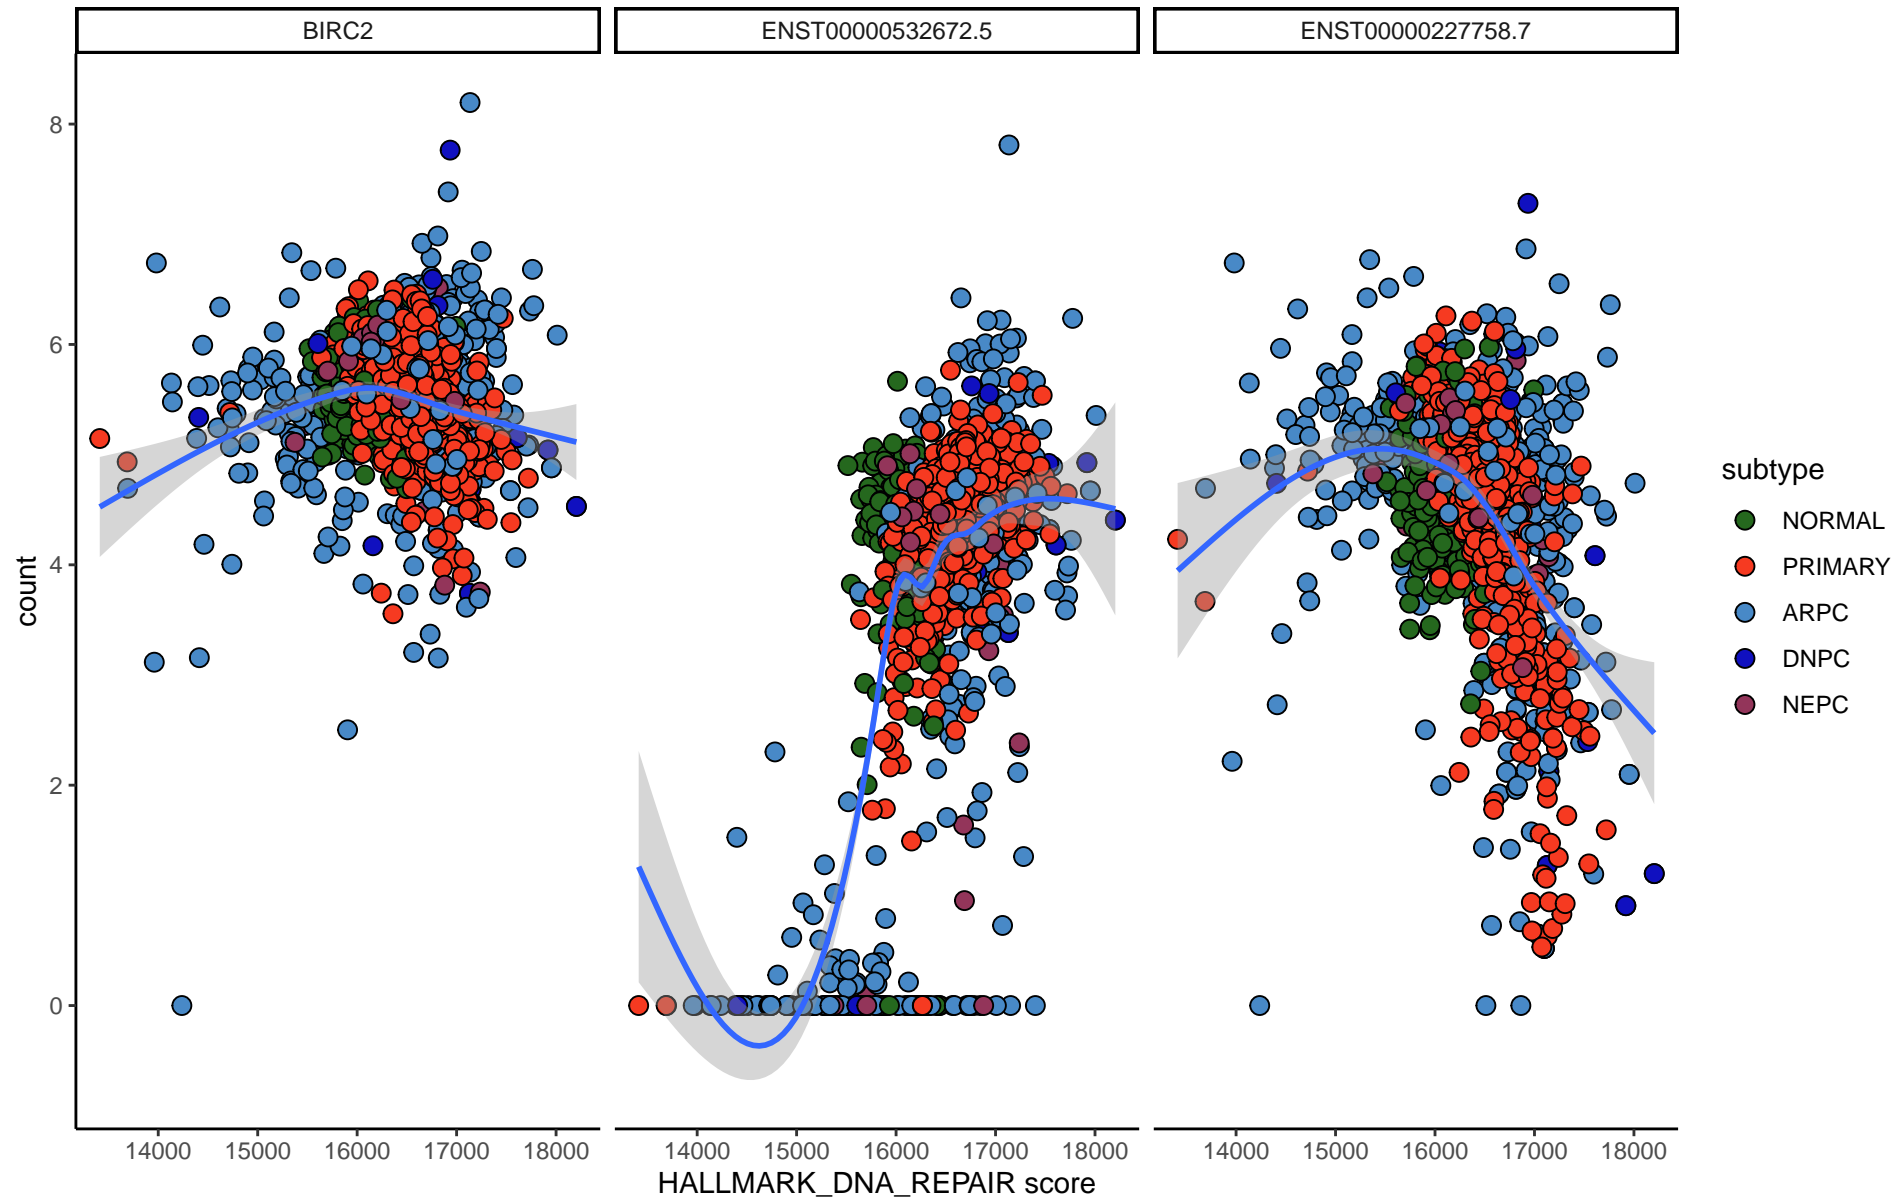 BIRC2 ENST00000532672.5 ENST00000227758.7
8
6
4
2
0
count
14000 15000 16000 17000 18000 14000 15000 16000 17000 18000 14000 15000 16000 17000 18000
HALLMARK_DNA_REPAIR score
subtype
NORMAL
PRIMARY
ARPC
DNPC
NEPC